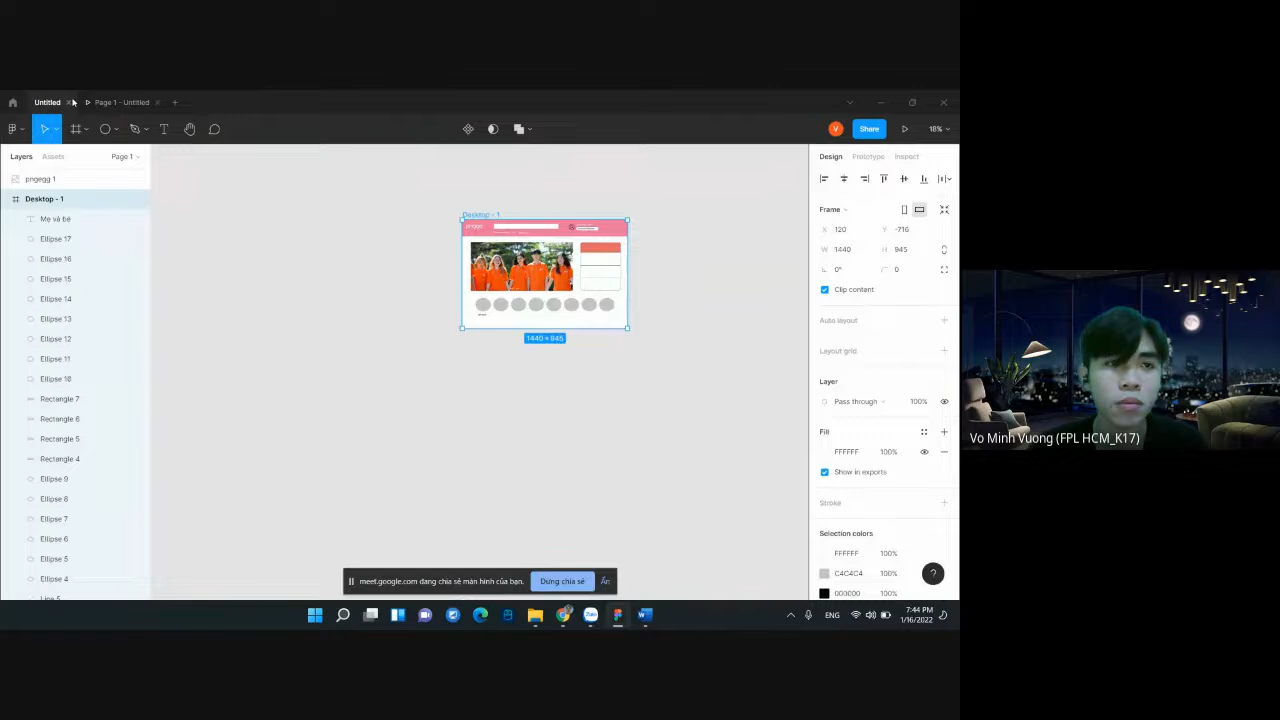 Untitled
Page 1 - Untitled
Share
18%
Layers
Assets
Page 1
pngegg 1
Desktop - 1
Mẹ và bé
Ellipse 17
Ellipse 16
Ellipse 15
Ellipse 14
Ellipse 13
Ellipse 12
Ellipse 11
Ellipse 10
Rectangle 7
Rectangle 6
Rectangle 5
Rectangle 4
Ellipse 9
Ellipse 8
Ellipse 7
Ellipse 6
Ellipse 5
Ellipse 4
Line 5
Desktop - 1
1440 × 945
V
Design
Prototype
Inspect
Frame
X 120
Y -716
W 1440
H 945
0°
0
Clip content
Auto layout
Layout grid
Layer
Pass through
100%
Fill
FFFFFF 100%
Show in exports
Stroke
Selection colors
FFFFFF 100%
C4C4C4 100%
000000 100%
?
meet.google.com đang chia sẻ màn hình của bạn.
Dừng chia sẻ
Ẩn
Zalo
ENG
7:44 PM
1/16/2022
Vo Minh Vuong (FPL HCM_K17)